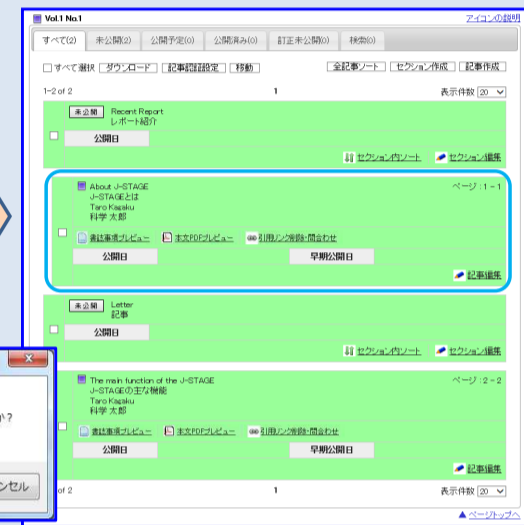 Vol.1 No.1
アイコンの説明
すべて(2) 未公開(2) 公開予定(0) 公開済み(0) 訂正未公開(0) 検索(0)
すべて選択 ダウンロード 記事認証設定 移動 全記事ソート セクション作成 記事作成
1-2 of 2 1 表示件数 20
未公開 Recent Report
レポート紹介
公開日
セクション内ソート セクション編集
About J-STAGE ページ:1-1
J-STAGEとは
Taro Kagaku
科学 太郎
書誌事項プレビュー 本文PDFプレビュー 引用リンク削除・問合わせ
公開日 早期公開日
記事編集
未公開 Letter
記事
公開日
セクション内ソート セクション編集
The main function of the J-STAGE ページ:2-2
J-STAGEの主な機能
Taro Kagaku
科学 太郎
か?
書誌事項プレビュー 本文PDFプレビュー 引用リンク削除・問合わせ
公開日 早期公開日
記事編集
ンセル
of 2 1 表示件数 20
ページトップへ